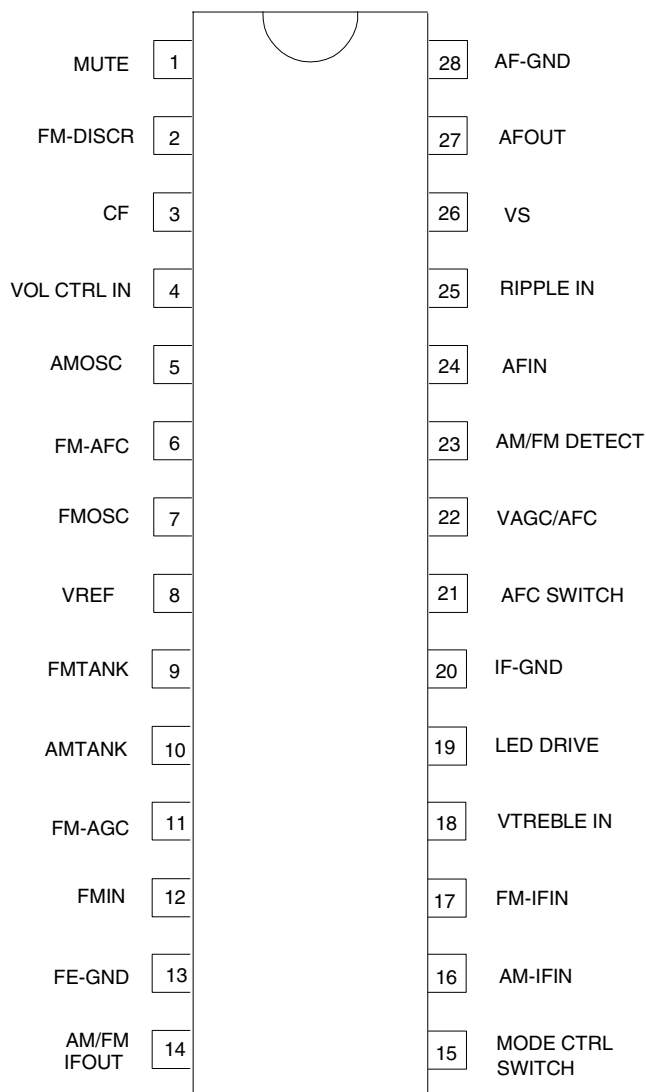 MUTE 1 28 AF-GND
FM-DISCR 2 27 AFOUT
CF 3 26 VS
VOL CTRL IN 4 25 RIPPLE IN
AMOSC 5 24 AFIN
FM-AFC 6 23 AM/FM DETECT
FMOSC 7 22 VAGC/AFC
VREF 8 21 AFC SWITCH
FMTANK 9 20 IF-GND
AMTANK 10 19 LED DRIVE
FM-AGC 11 18 VTREBLE IN
FMIN 12 17 FM-IFIN
FE-GND 13 16 AM-IFIN
AM/FM
IFOUT 14 15 MODE CTRL
SWITCH